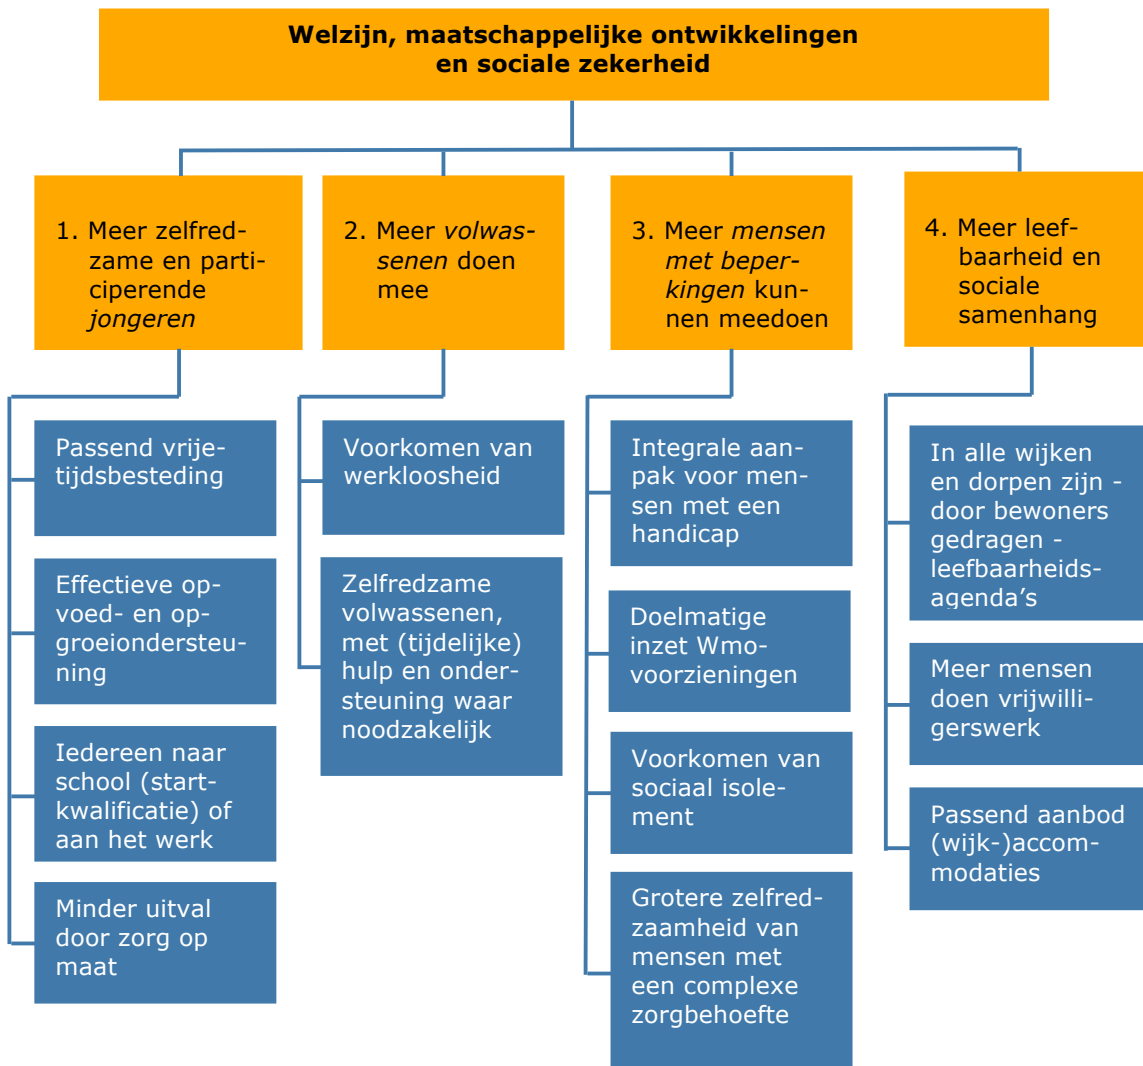 Welzijn, maatschappelijke ontwikkelingen
en sociale zekerheid
1. Meer zelfred-
zame en parti-
ciperende
jongeren
Passend vrije-
tijdsbesteding
Effectieve op-
voed- en op-
groeiondersteu-
ning
Iedereen naar
school (start-
kwalificatie) of
aan het werk
Minder uitval
door zorg op
maat
2. Meer volwas-
senen doen
mee
Voorkomen van
werkloosheid
Zelfredzame
volwassenen,
met (tijdelijke)
hulp en onder-
steuning waar
noodzakelijk
3. Meer mensen
met beper-
kingen kun-
nen meedoen
Integrale aan-
pak voor men-
sen met een
handicap
Doelmatige
inzet Wmo-
voorzieningen
Voorkomen van
sociaal isole-
ment
Grotere zelfred-
zaamheid van
mensen met
een complexe
zorgbehoefte
4. Meer leef-
baarheid en
sociale
samenhang
In alle wijken
en dorpen zijn -
door bewoners
gedragen -
leefbaarheids-
agenda's
Meer mensen
doen vrijwilli-
gerswerk
Passend aanbod
(wijk-)accom-
modaties